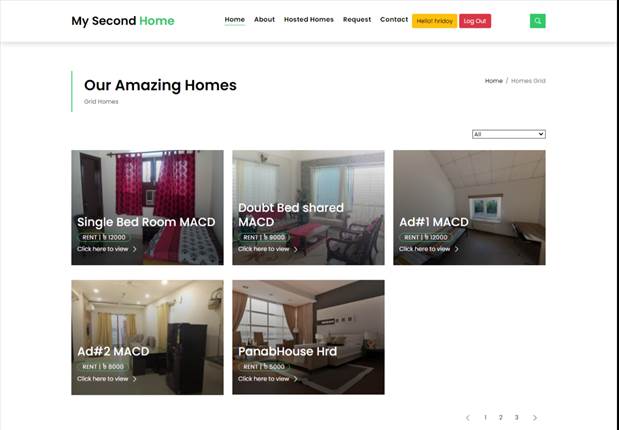 My Second Home
Home About Hosted Homes Request Contact Hello! hridoy Log Out
Our Amazing Homes
Grid Homes
Home / Homes Grid
All
Single Bed Room MACD
RENT | ৳ 12000
Click here to view
Doubt Bed shared
MACD
RENT | ৳ 9000
Click here to view
Ad#1 MACD
RENT | ৳ 12000
Click here to view
Ad#2 MACD
RENT | ৳ 8000
Click here to view
PanabHouse Hrd
RENT | ৳ 5000
Click here to view
1 2 3